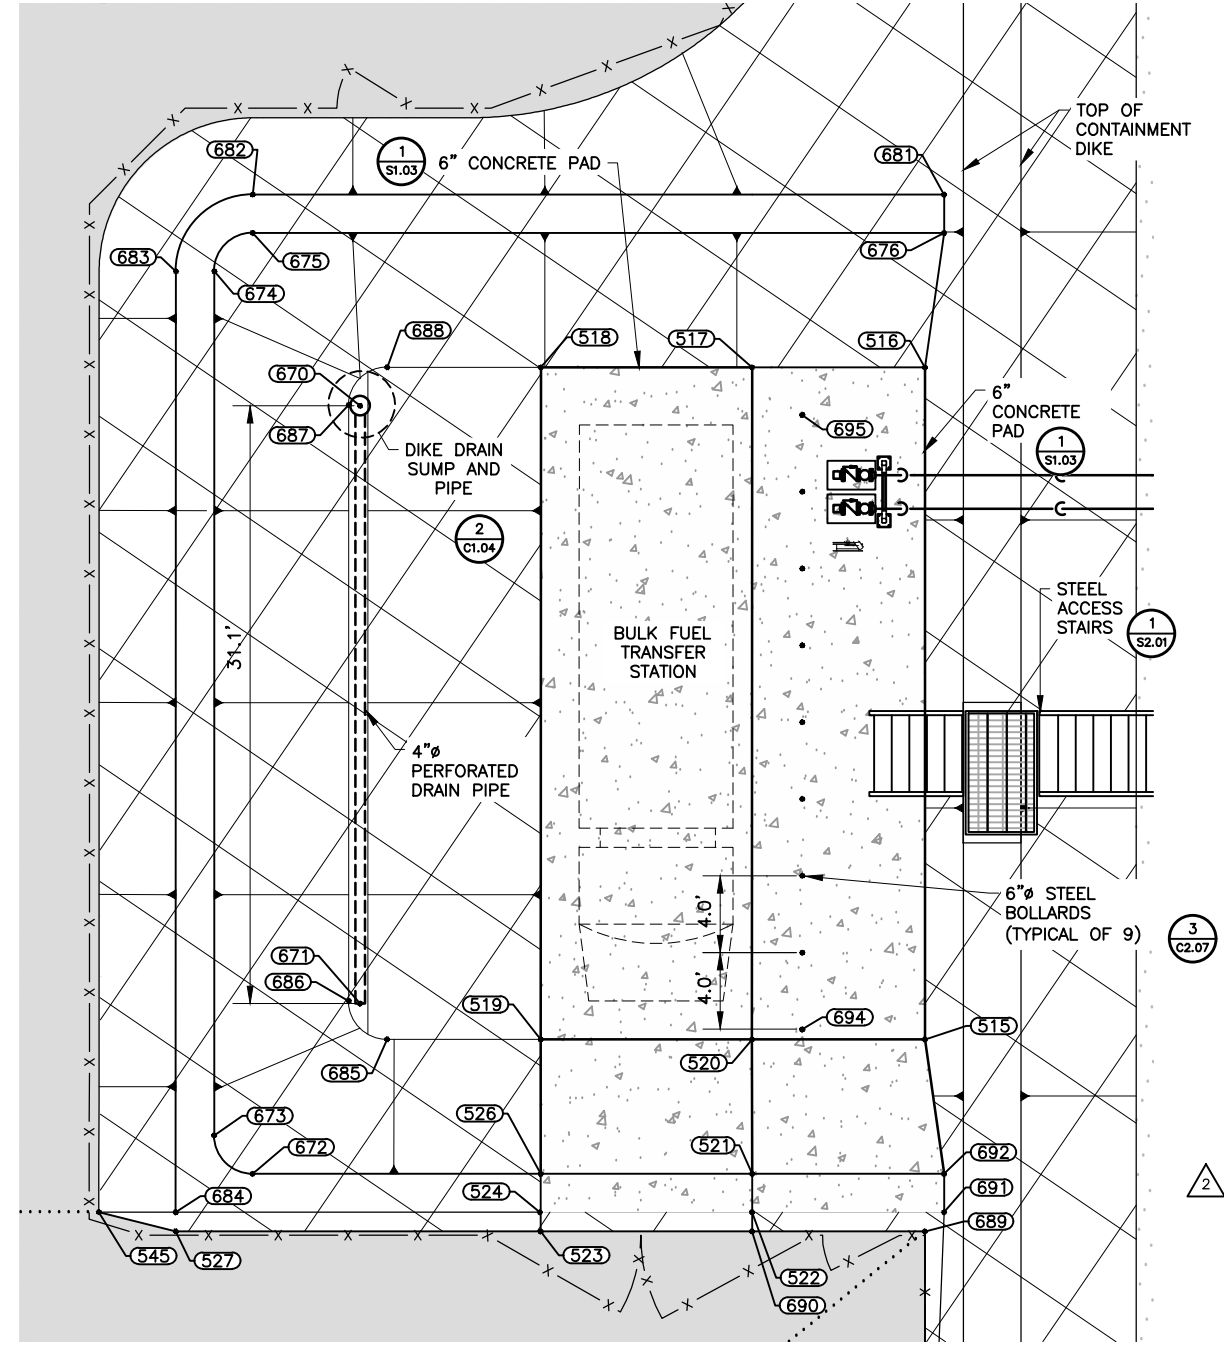 TOP OF
CONTAINMENT
DIKE
682
1
S1.03
6" CONCRETE PAD
681
683
675
676
674
688
518
517
516
670
687
6"
CONCRETE
PAD
1
S1.03
695
DIKE DRAIN
SUMP AND
PIPE
2
C1.04
31.1'
BULK FUEL
TRANSFER
STATION
STEEL
ACCESS
STAIRS
1
S2.01
4"ø
PERFORATED
DRAIN PIPE
4.0'
6"ø STEEL
BOLLARDS
(TYPICAL OF 9)
3
C2.07
671
686
4.0'
519
694
515
685
520
673
526
672
521
692
684
524
691
2
689
545
527
523
522
690